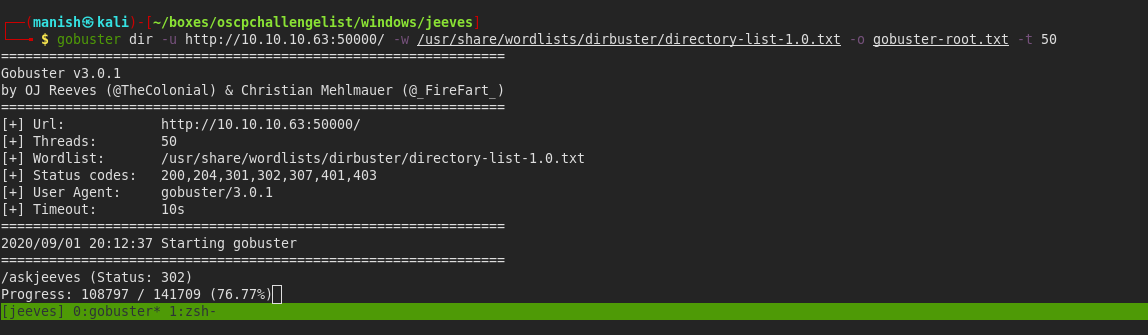 ┌──(manish㉿kali)-[~/boxes/oscpchallengelist/windows/jeeves]
└─╼ $ gobuster dir -u http://10.10.10.63:50000/ -w /usr/share/wordlists/dirbuster/directory-list-1.0.txt -o gobuster-root.txt -t 50
===============================================================
Gobuster v3.0.1
by OJ Reeves (@TheColonial) & Christian Mehlmauer (@_FireFart_)
===============================================================
[+] Url:            http://10.10.10.63:50000/
[+] Threads:        50
[+] Wordlist:       /usr/share/wordlists/dirbuster/directory-list-1.0.txt
[+] Status codes:   200,204,301,302,307,401,403
[+] User Agent:     gobuster/3.0.1
[+] Timeout:        10s
===============================================================
2020/09/01 20:12:37 Starting gobuster
===============================================================
/askjeeves (Status: 302)
Progress: 108797 / 141709 (76.77%)
[jeeves] 0:gobuster* 1:zsh-